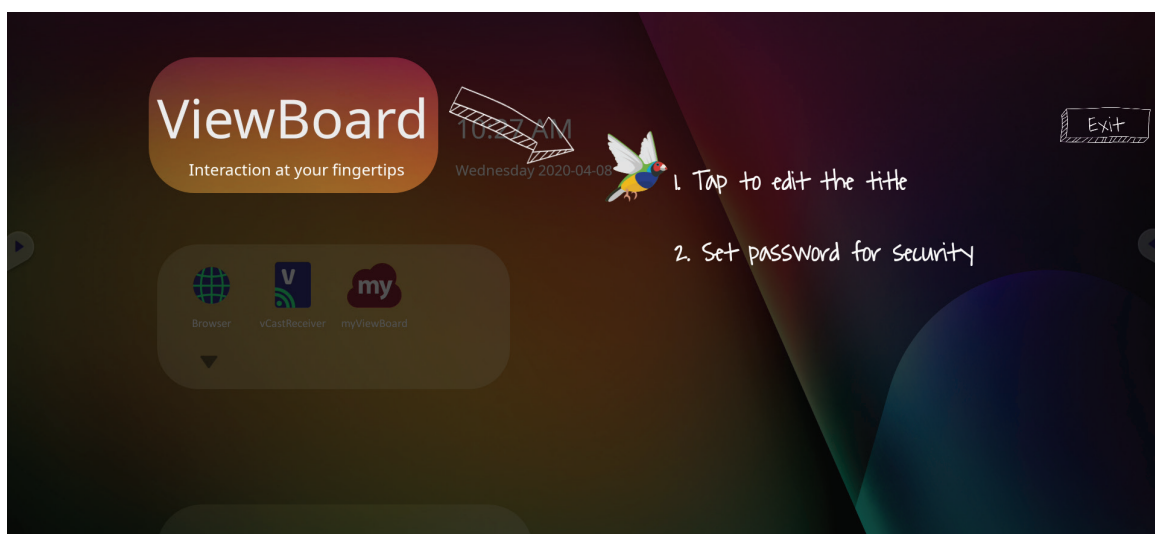 ViewBoard
Interaction at your fingertips
10:27 AM
Wednesday 2020-04-08
Exit
1. Tap to edit the title
2. Set password for security
V
my
Browser
vCastReceiver
myViewBoard